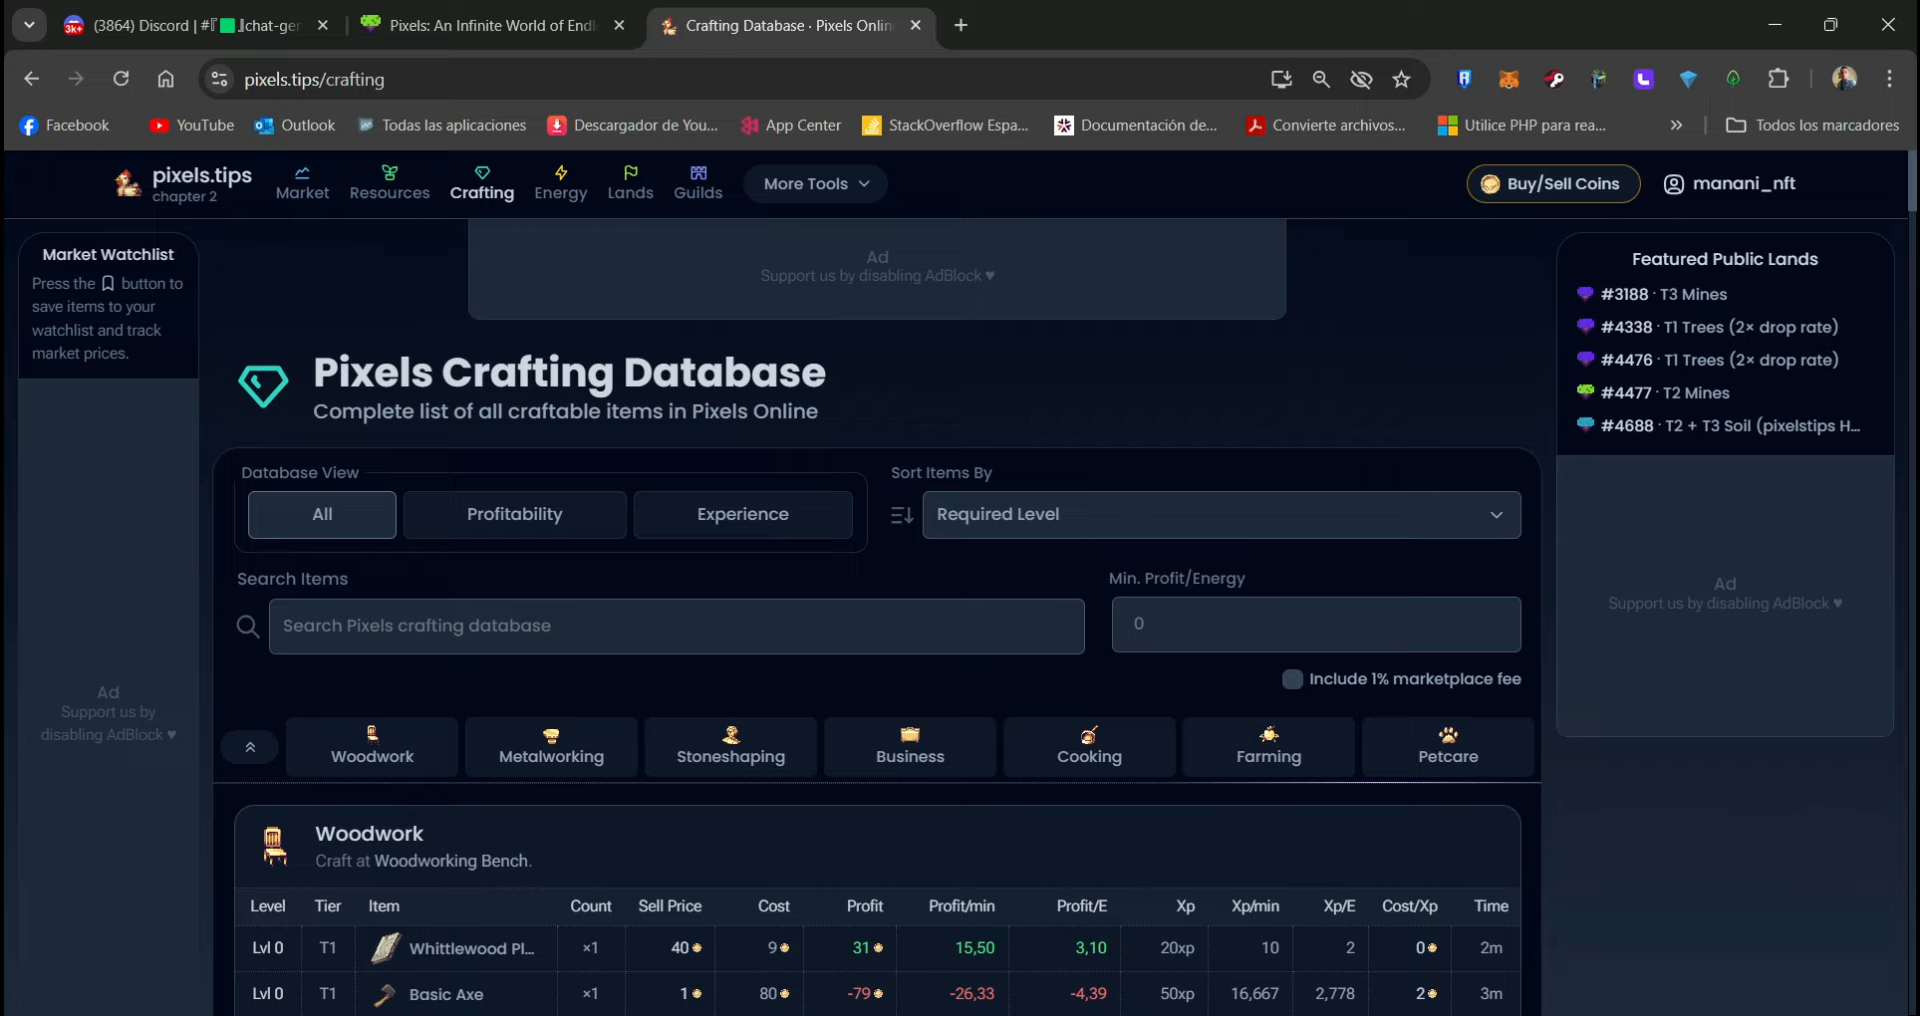 (3864) Discord | #『🟩』chat-ger
Pixels: An Infinite World of Endl
Crafting Database · Pixels Onlin
pixels.tips/crafting
Facebook
YouTube
Outlook
Todas las aplicaciones
Descargador de You...
App Center
StackOverflow Espa...
Documentación de...
Convierte archivos...
Utilice PHP para rea...
»
Todos los marcadores
pixels.tips
chapter 2
Market
Resources
Crafting
Energy
Lands
Guilds
More Tools
Buy/Sell Coins
manani_nft
Market Watchlist
Press the button to
save items to your
watchlist and track
market prices.
Ad
Support us by
disabling AdBlock ♥
Ad
Support us by disabling AdBlock ♥
Pixels Crafting Database
Complete list of all craftable items in Pixels Online
Database View
All
Profitability
Experience
Sort Items By
Required Level
Search Items
Search Pixels crafting database
Min. Profit/Energy
0
Include 1% marketplace fee
Woodwork
Metalworking
Stoneshaping
Business
Cooking
Farming
Petcare
Woodwork
Craft at Woodworking Bench.
Level Tier Item Count Sell Price Cost Profit Profit/min Profit/E Xp Xp/min Xp/E Cost/Xp Time
Lvl 0 T1 Whittlewood Pl... ×1 40 9 31 15,50 3,10 20xp 10 2 0 2m
Lvl 0 T1 Basic Axe ×1 1 80 -79 -26,33 -4,39 50xp 16,667 2,778 2 3m
Featured Public Lands
#3188 · T3 Mines
#4338 · T1 Trees (2× drop rate)
#4476 · T1 Trees (2× drop rate)
#4477 · T2 Mines
#4688 · T2 + T3 Soil (pixelstips H...
Ad
Support us by disabling AdBlock ♥